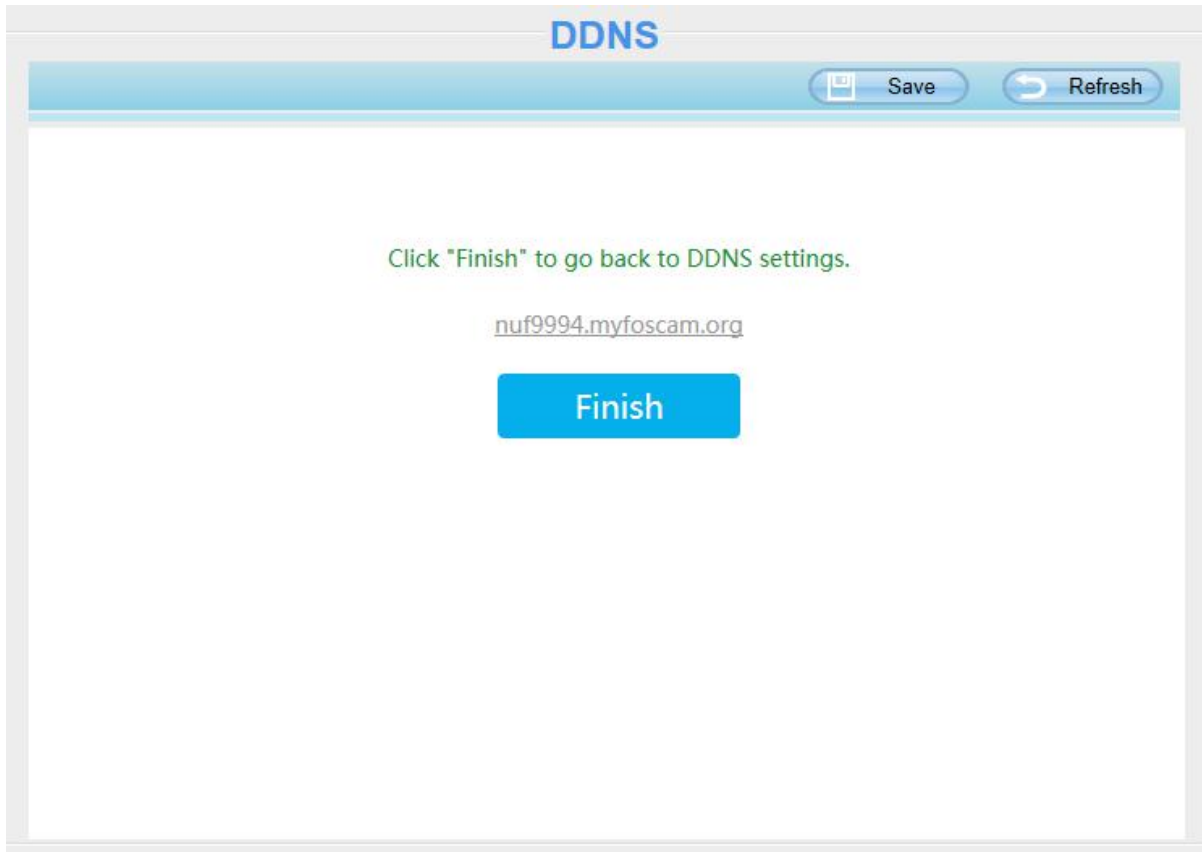 DDNS
Save Refresh
Click "Finish" to go back to DDNS settings.
nuf9994.myfoscam.org
Finish